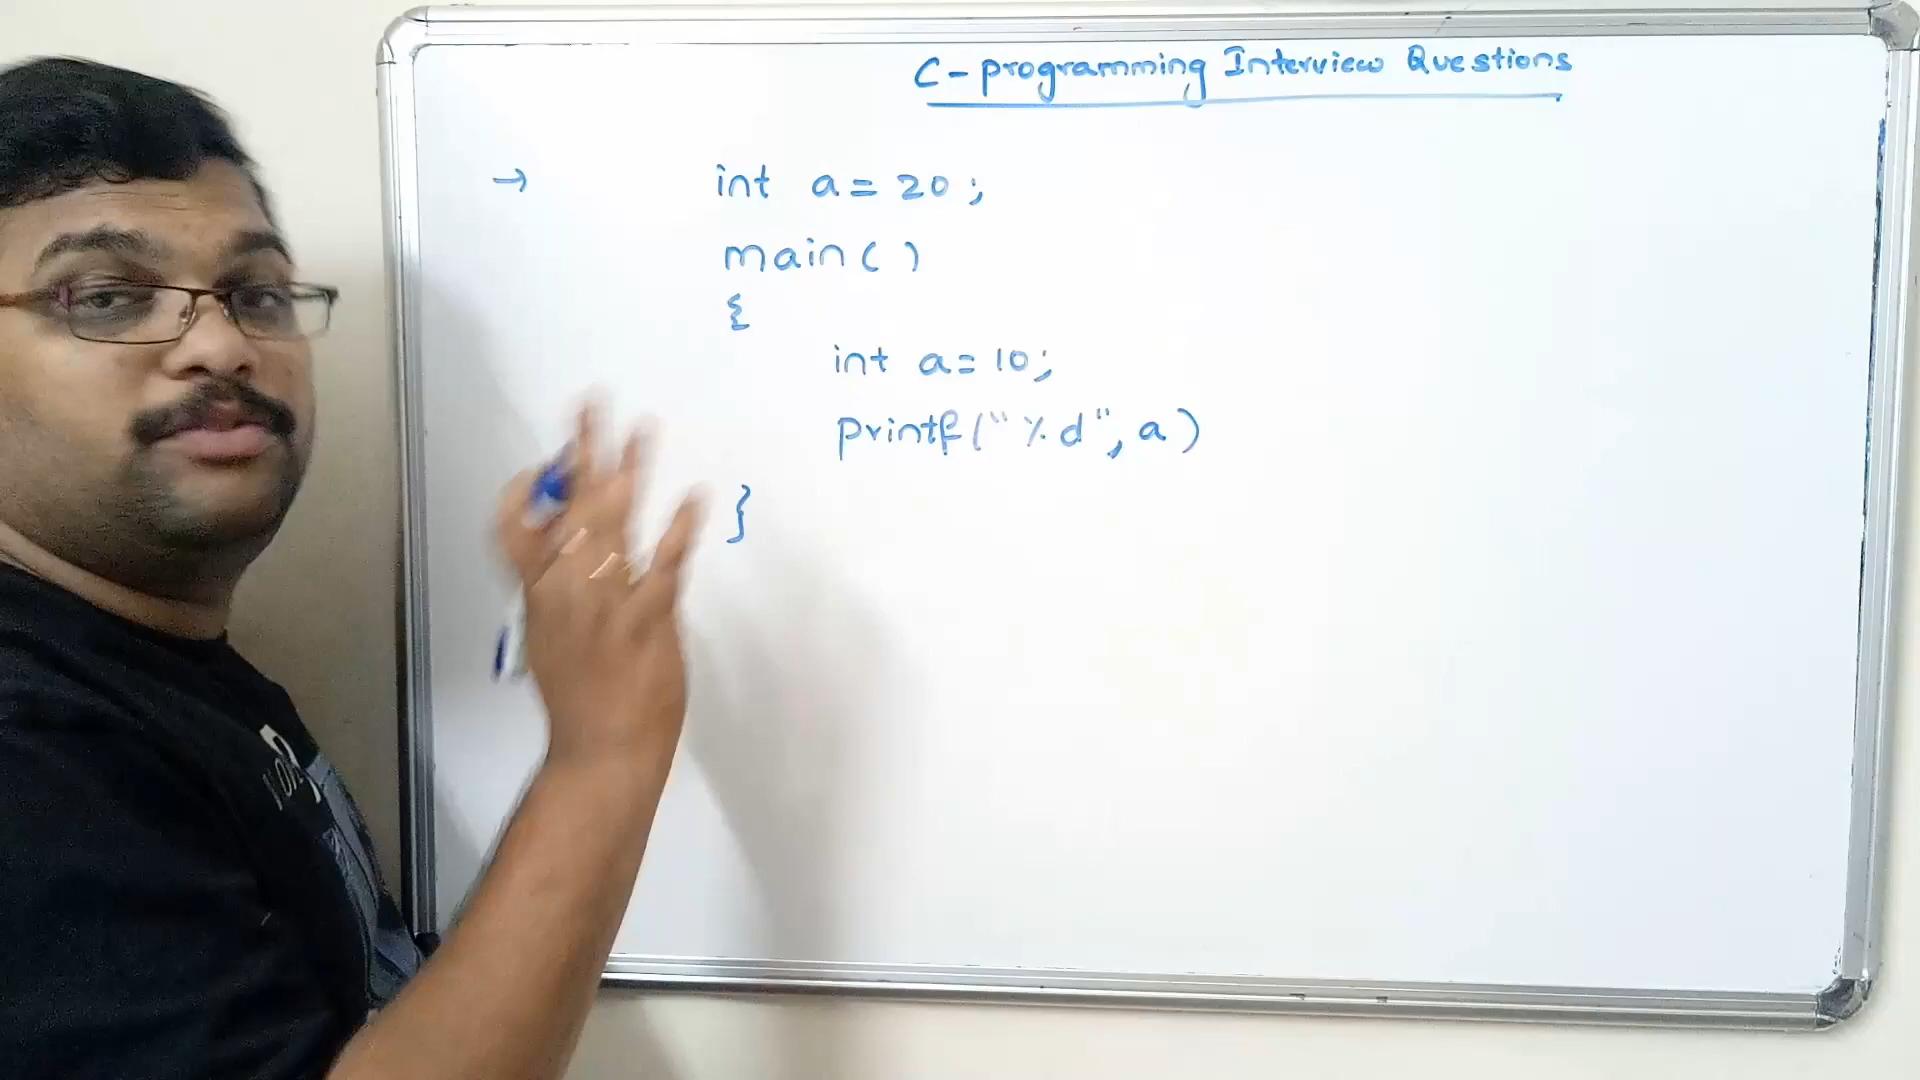 C-programming Interview Questions
→ int a = 20;
main( )
{
int a = 10;
printf("%d", a)
}